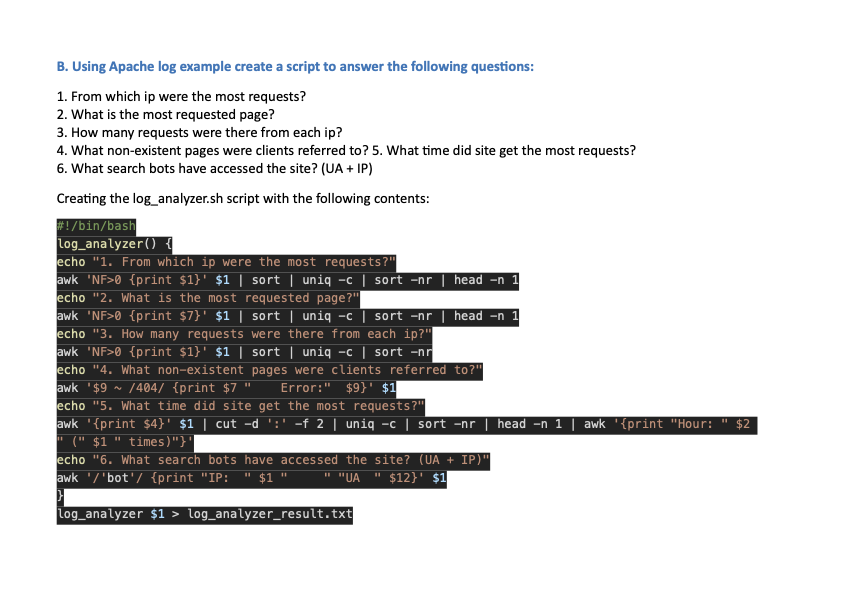 B. Using Apache log example create a script to answer the following questions:
1. From which ip were the most requests?
2. What is the most requested page?
3. How many requests were there from each ip?
4. What non-existent pages were clients referred to? 5. What time did site get the most requests?
6. What search bots have accessed the site? (UA + IP)
Creating the log_analyzer.sh script with the following contents:
#!/bin/bash
log_analyzer() {
echo "1. From which ip were the most requests?"
awk 'NF>0 {print $1}' $1 | sort | uniq -c | sort -nr | head -n 1
echo "2. What is the most requested page?"
awk 'NF>0 {print $7}' $1 | sort | uniq -c | sort -nr | head -n 1
echo "3. How many requests were there from each ip?"
awk 'NF>0 {print $1}' $1 | sort | uniq -c | sort -nr
echo "4. What non-existent pages were clients referred to?"
awk '$9 ~ /404/ {print $7 "    Error:"  $9}' $1
echo "5. What time did site get the most requests?"
awk '{print $4}' $1 | cut -d ':' -f 2 | uniq -c | sort -nr | head -n 1 | awk '{print "Hour: " $2
" (" $1 " times)"}'
echo "6. What search bots have accessed the site? (UA + IP)"
awk '/'bot'/ {print "IP:  " $1 "     " "UA  " $12}' $1
}
log_analyzer $1 > log_analyzer_result.txt